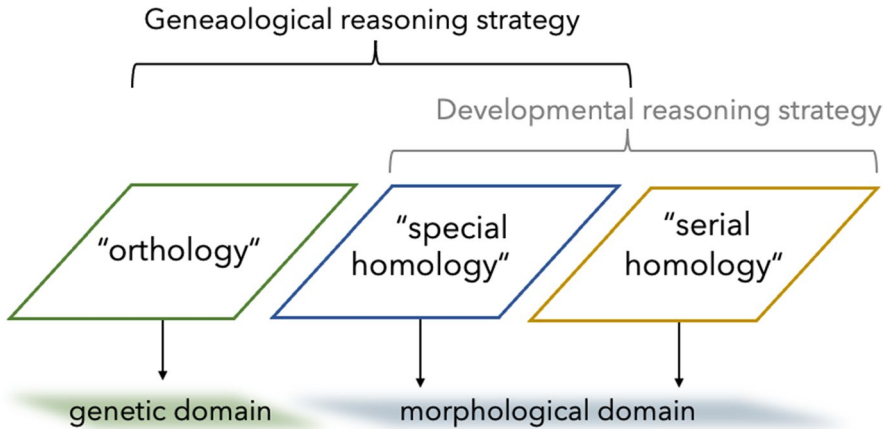 Geneaological reasoning strategy
Developmental reasoning strategy
“orthology“
“special
homology“
“serial
homology“
genetic domain
morphological domain